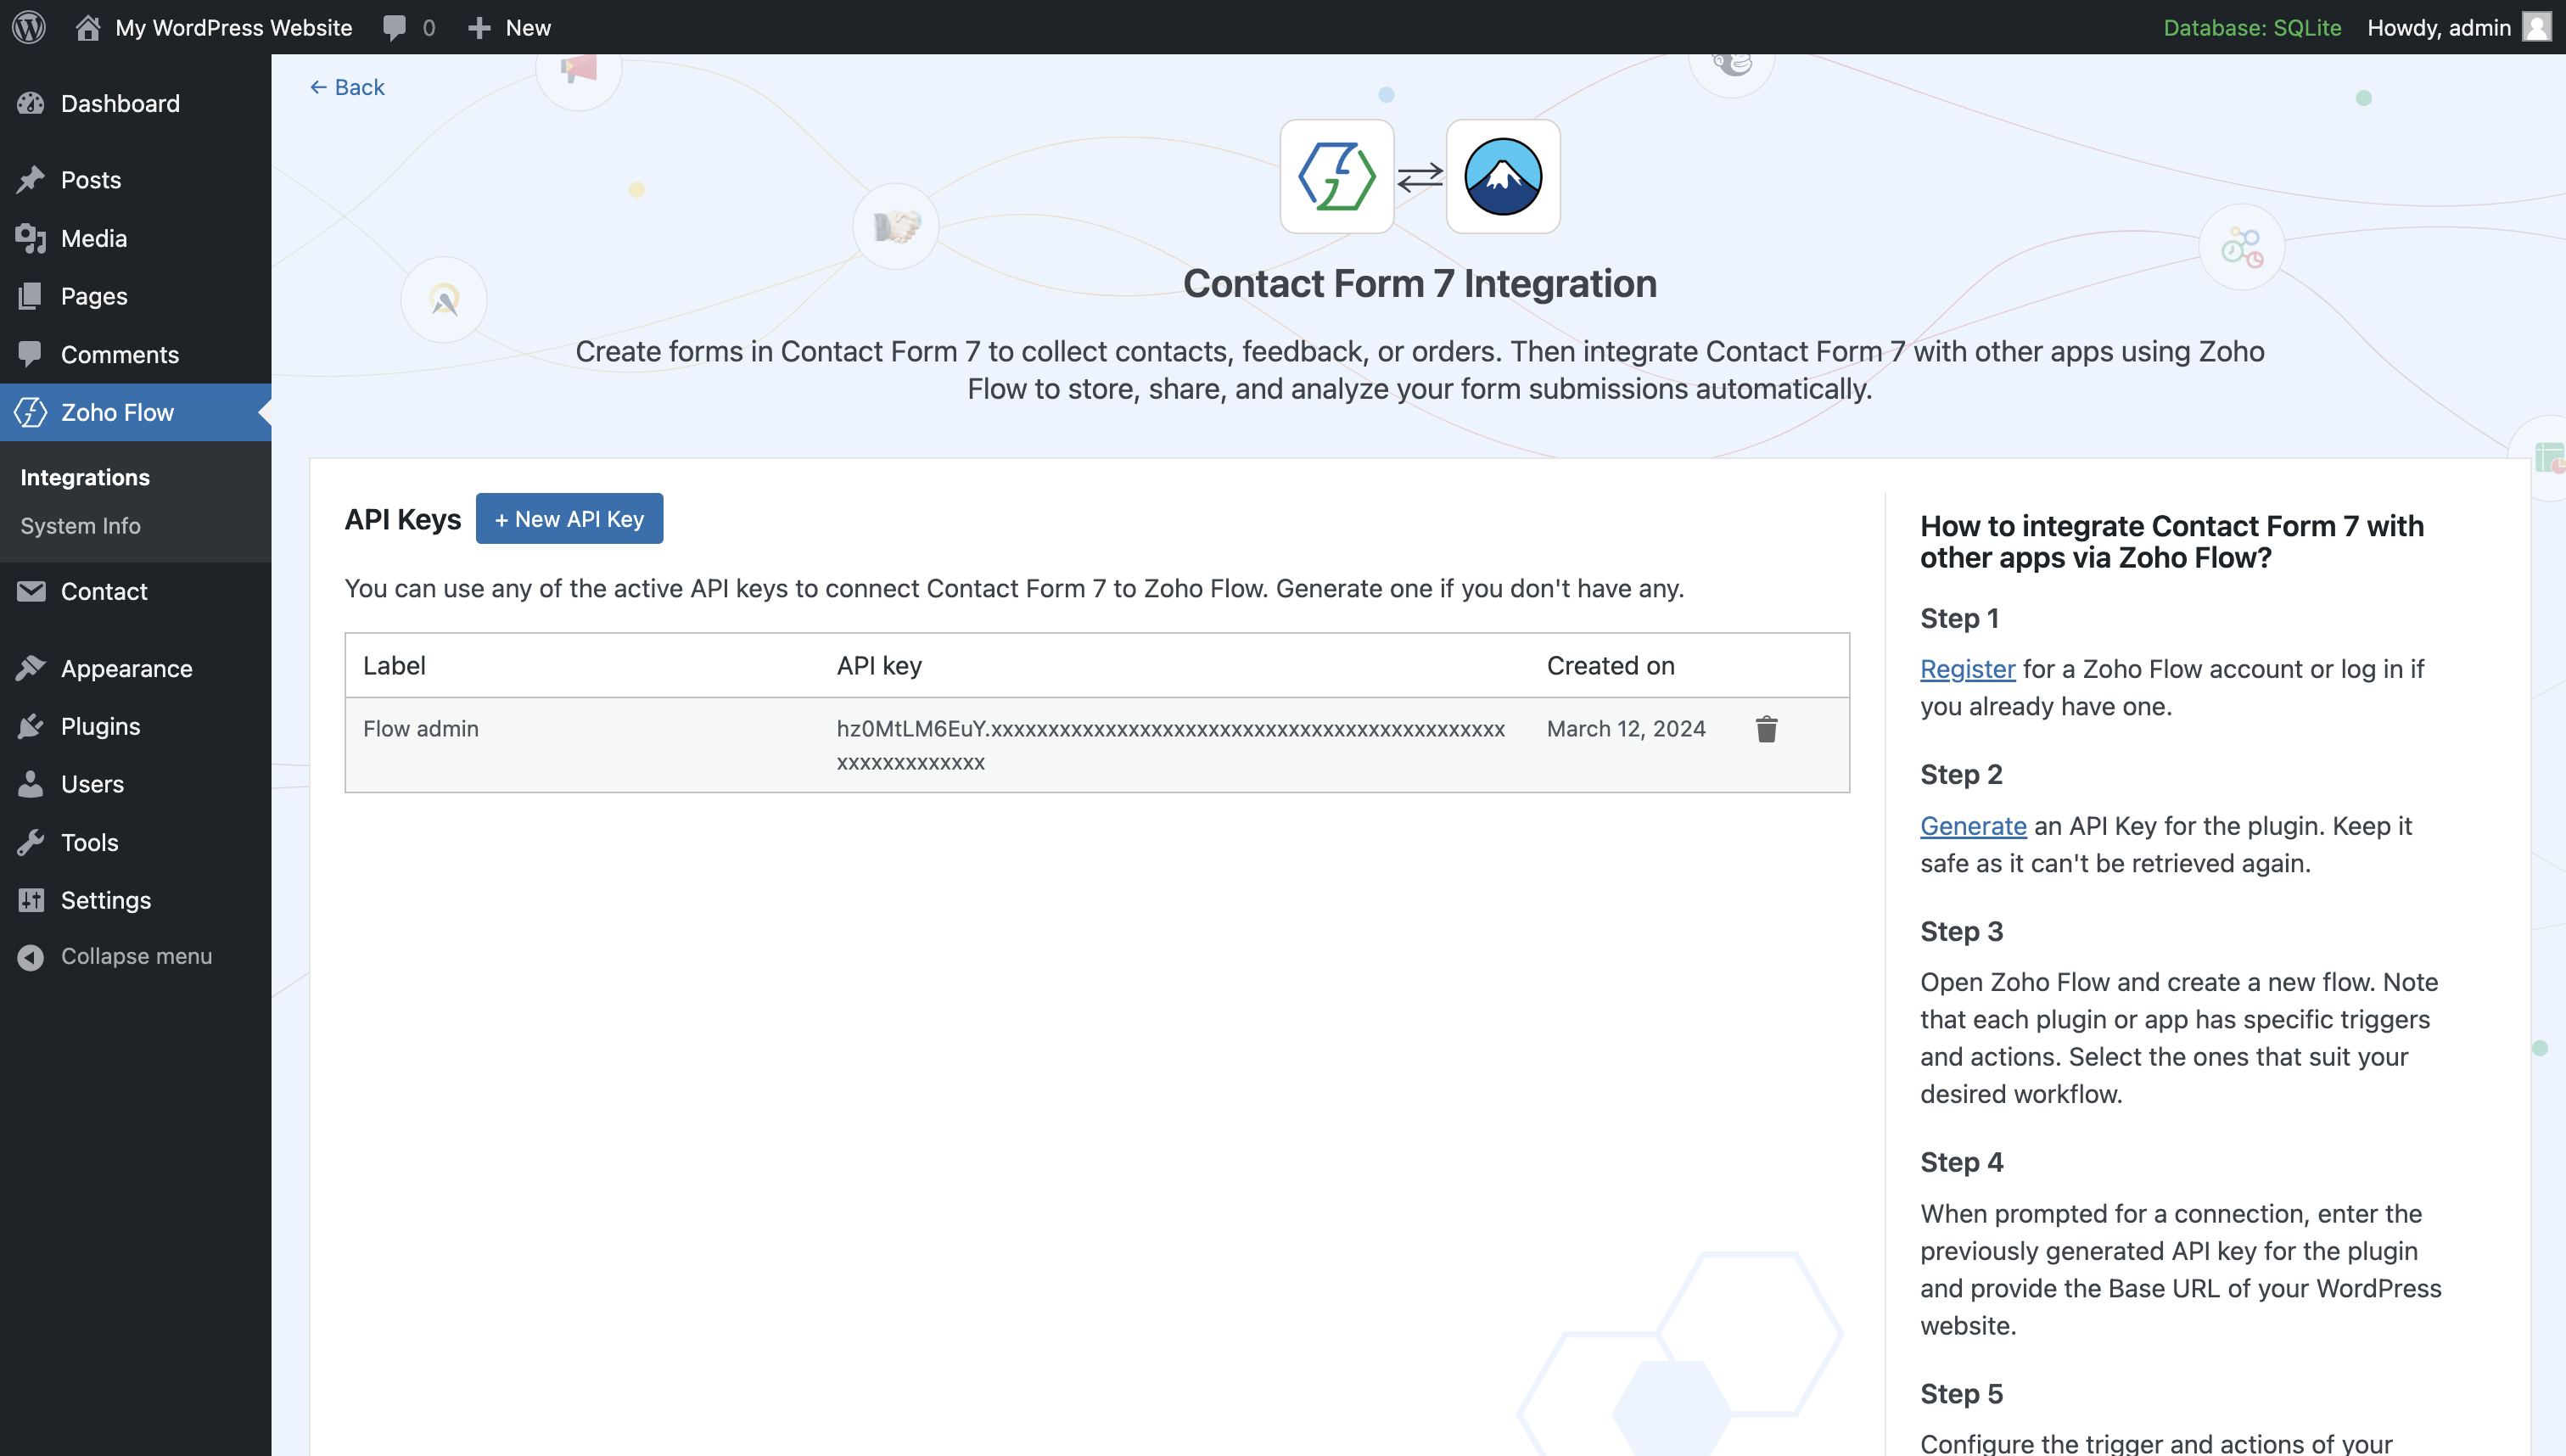 My WordPress Website
0
New
Database: SQLite
Howdy, admin
Dashboard
Posts
Media
Pages
Comments
Zoho Flow
Integrations
System Info
Contact
Appearance
Plugins
Users
Tools
Settings
Collapse menu
← Back
Contact Form 7 Integration
Create forms in Contact Form 7 to collect contacts, feedback, or orders. Then integrate Contact Form 7 with other apps using Zoho
Flow to store, share, and analyze your form submissions automatically.
API Keys
+ New API Key
You can use any of the active API keys to connect Contact Form 7 to Zoho Flow. Generate one if you don't have any.
Label API key Created on
Flow admin hz0MtLM6EuY.xxxxxxxxxxxxxxxxxxxxxxxxxxxxxxxxxxxxxxxxxxxxx March 12, 2024
xxxxxxxxxxxxx
How to integrate Contact Form 7 with
other apps via Zoho Flow?
Step 1
Register for a Zoho Flow account or log in if
you already have one.
Step 2
Generate an API Key for the plugin. Keep it
safe as it can't be retrieved again.
Step 3
Open Zoho Flow and create a new flow. Note
that each plugin or app has specific triggers
and actions. Select the ones that suit your
desired workflow.
Step 4
When prompted for a connection, enter the
previously generated API key for the plugin
and provide the Base URL of your WordPress
website.
Step 5
Configure the trigger and actions of your